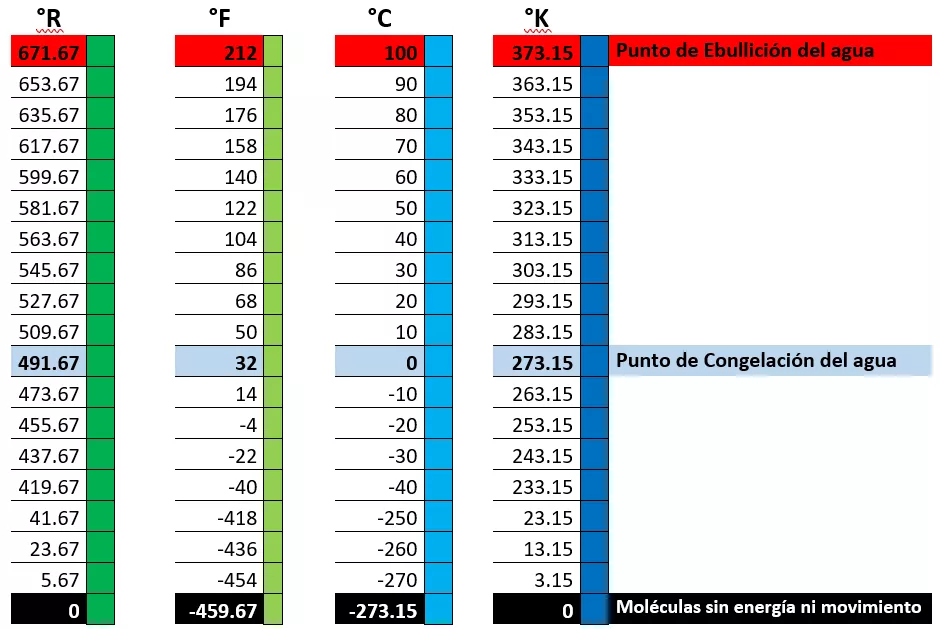 °R °F °C °K
671.67 212 100 373.15 Punto de Ebullición del agua
653.67 194 90 363.15
635.67 176 80 353.15
617.67 158 70 343.15
599.67 140 60 333.15
581.67 122 50 323.15
563.67 104 40 313.15
545.67 86 30 303.15
527.67 68 20 293.15
509.67 50 10 283.15
491.67 32 0 273.15 Punto de Congelación del agua
473.67 14 -10 263.15
455.67 -4 -20 253.15
437.67 -22 -30 243.15
419.67 -40 -40 233.15
41.67 -418 -250 23.15
23.67 -436 -260 13.15
5.67 -454 -270 3.15
0 -459.67 -273.15 0 Moléculas sin energía ni movimiento